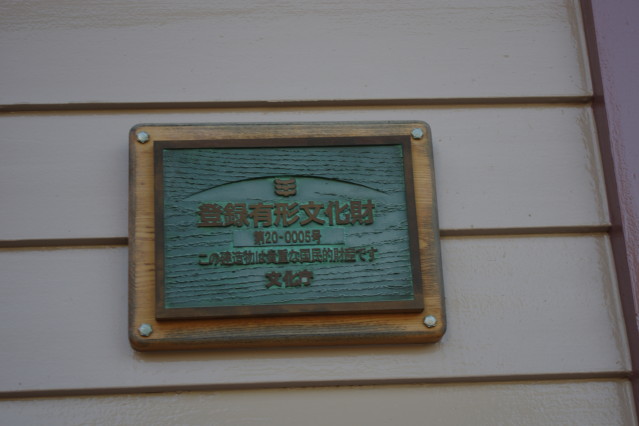 登録有形文化財
第20-0005号
この建造物は貴重な国民的財産です
文化庁